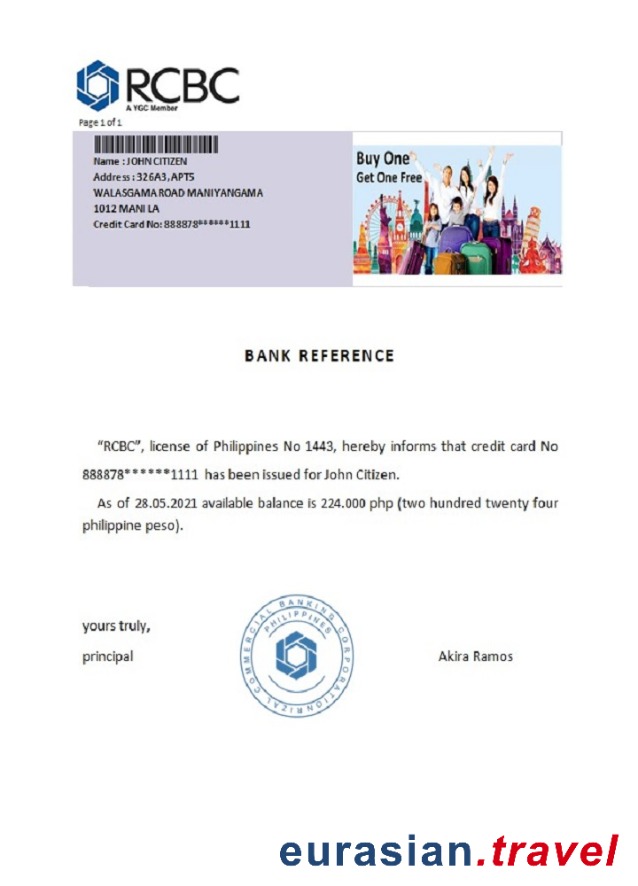 RCBC
A YGC Member
Page 1 of 1
Name : JOHN CITIZEN
Address : 326A3, APT5
WALASGAMA ROAD MANIYANGAMA
1012 MANI LA
Credit Card No: 888878******1111
Buy One
Get One Free
BANK REFERENCE
“RCBC”, license of Philippines No 1443, hereby informs that credit card No
888878******1111 has been issued for John Citizen.
As of 28.05.2021 available balance is 224.000 php (two hundred twenty four
philippine peso).
yours truly,
principal
RIZAL COMMERCIAL BANKING CORPORATION
PHILIPPINES
Akira Ramos
eurasian.travel